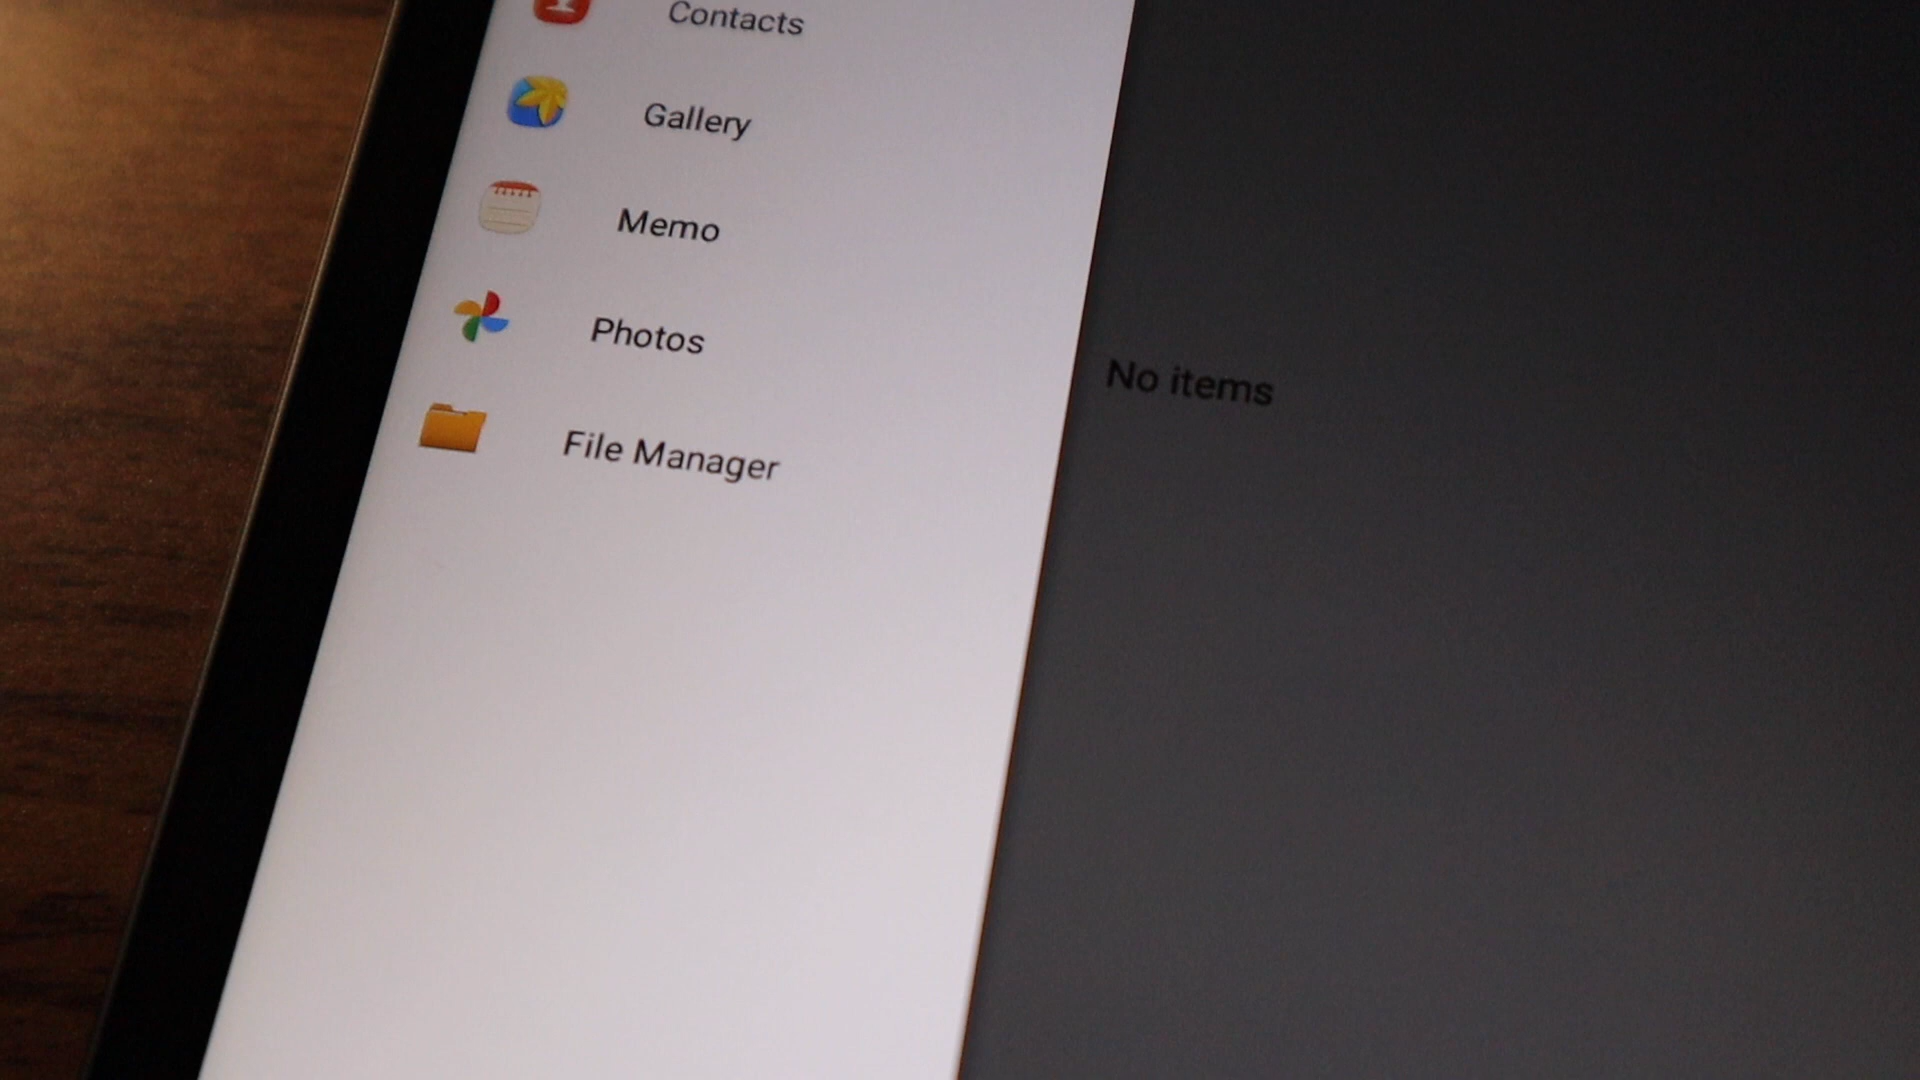 Contacts
Gallery
Memo
Photos
File Manager
No items